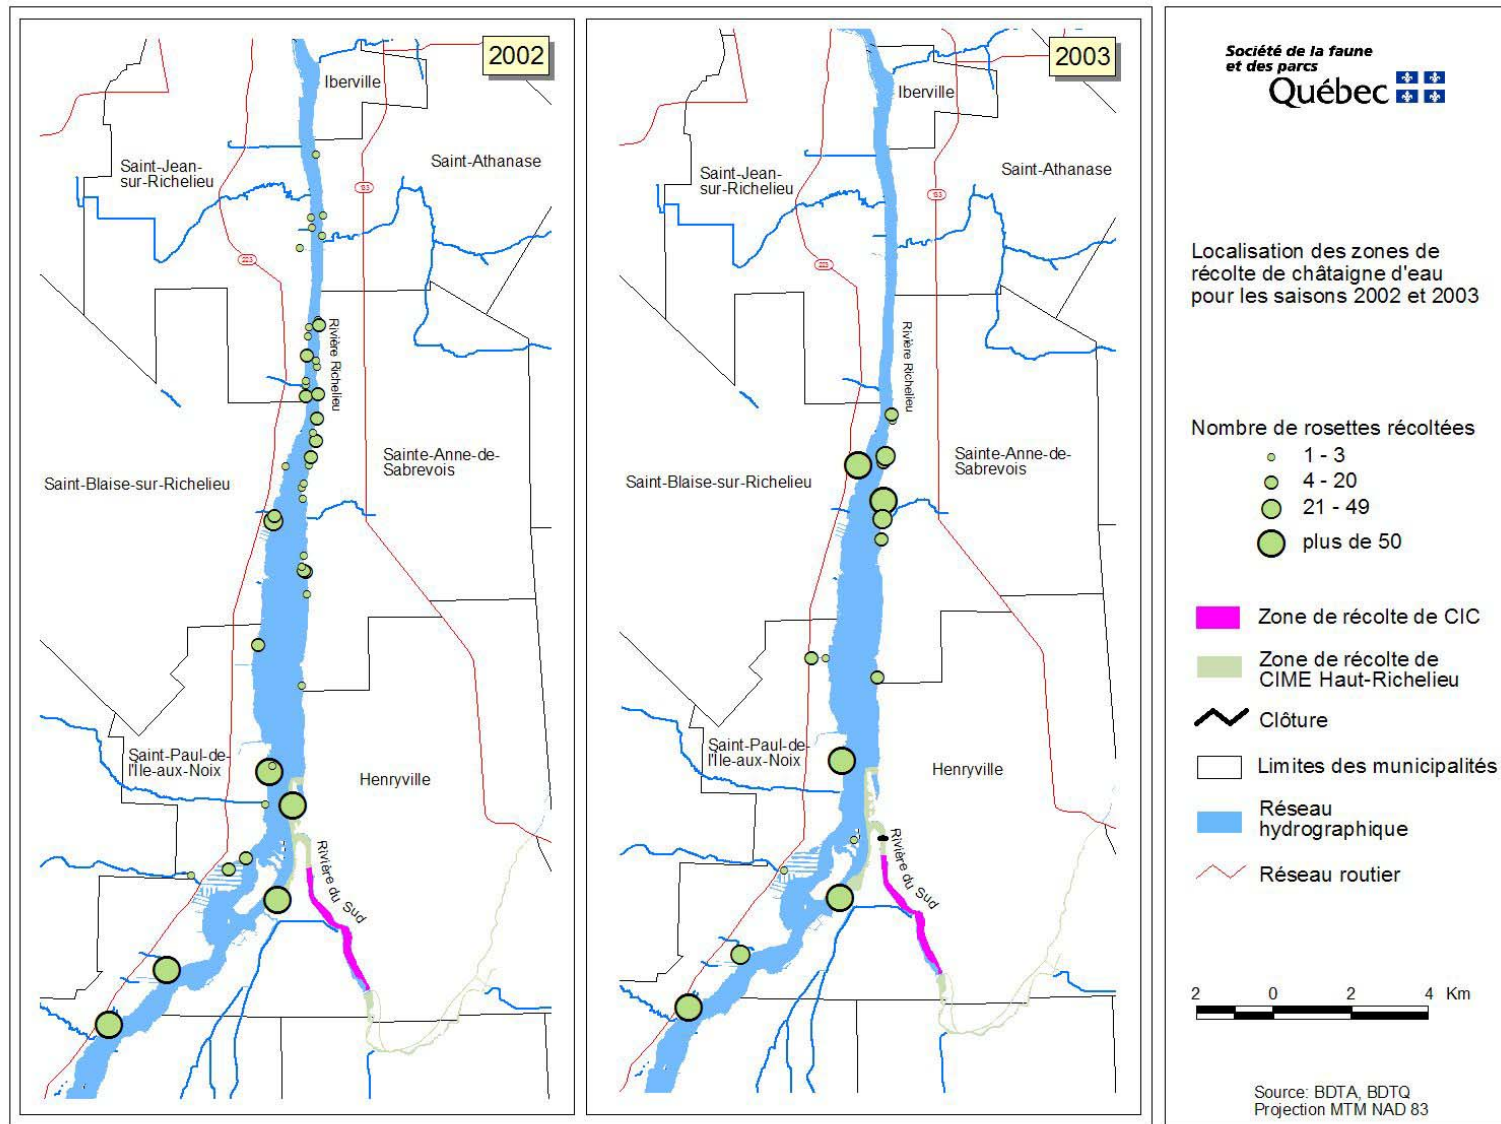 2002
Iberville
Saint-Jean-
sur-Richelieu
Saint-Athanase
133
223
Rivière Richelieu
Sainte-Anne-de-
Sabrevois
Saint-Blaise-sur-Richelieu
Saint-Paul-de-
l'Île-aux-Noix
Henryville
Rivière du Sud
2003
Iberville
Saint-Jean-
sur-Richelieu
Saint-Athanase
133
223
Rivière Richelieu
Sainte-Anne-de-
Sabrevois
Saint-Blaise-sur-Richelieu
Saint-Paul-de-
l'Île-aux-Noix
Henryville
Rivière du Sud
Société de la faune
et des parcs
Québec
Localisation des zones de
récolte de châtaigne d'eau
pour les saisons 2002 et 2003
Nombre de rosettes récoltées
1 - 3
4 - 20
21 - 49
plus de 50
Zone de récolte de CIC
Zone de récolte de
CIME Haut-Richelieu
Clôture
Limites des municipalités
Réseau
hydrographique
Réseau routier
2 0 2 4 Km
Source: BDTA, BDTQ
Projection MTM NAD 83